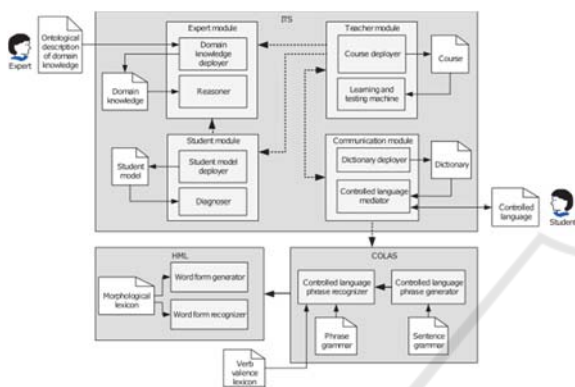 ITS
Expert
Ontological
description
of domain
knowledge
Expert module
Domain
knowledge
deployer
Reasoner
Domain
knowledge
Teacher module
Course deployer
Learning and
testing machine
Course
Student module
Student model
deployer
Diagnoser
Student
model
Communication module
Dictionary deployer
Controlled language
mediator
Dictionary
Controlled
language
Student
HML
Morphological
lexicon
Word form generator
Word form recognizer
COLAS
Controlled language
phrase recognizer
Controlled language
phrase generator
Phrase
grammar
Sentence
grammar
Verb
valence
lexicon